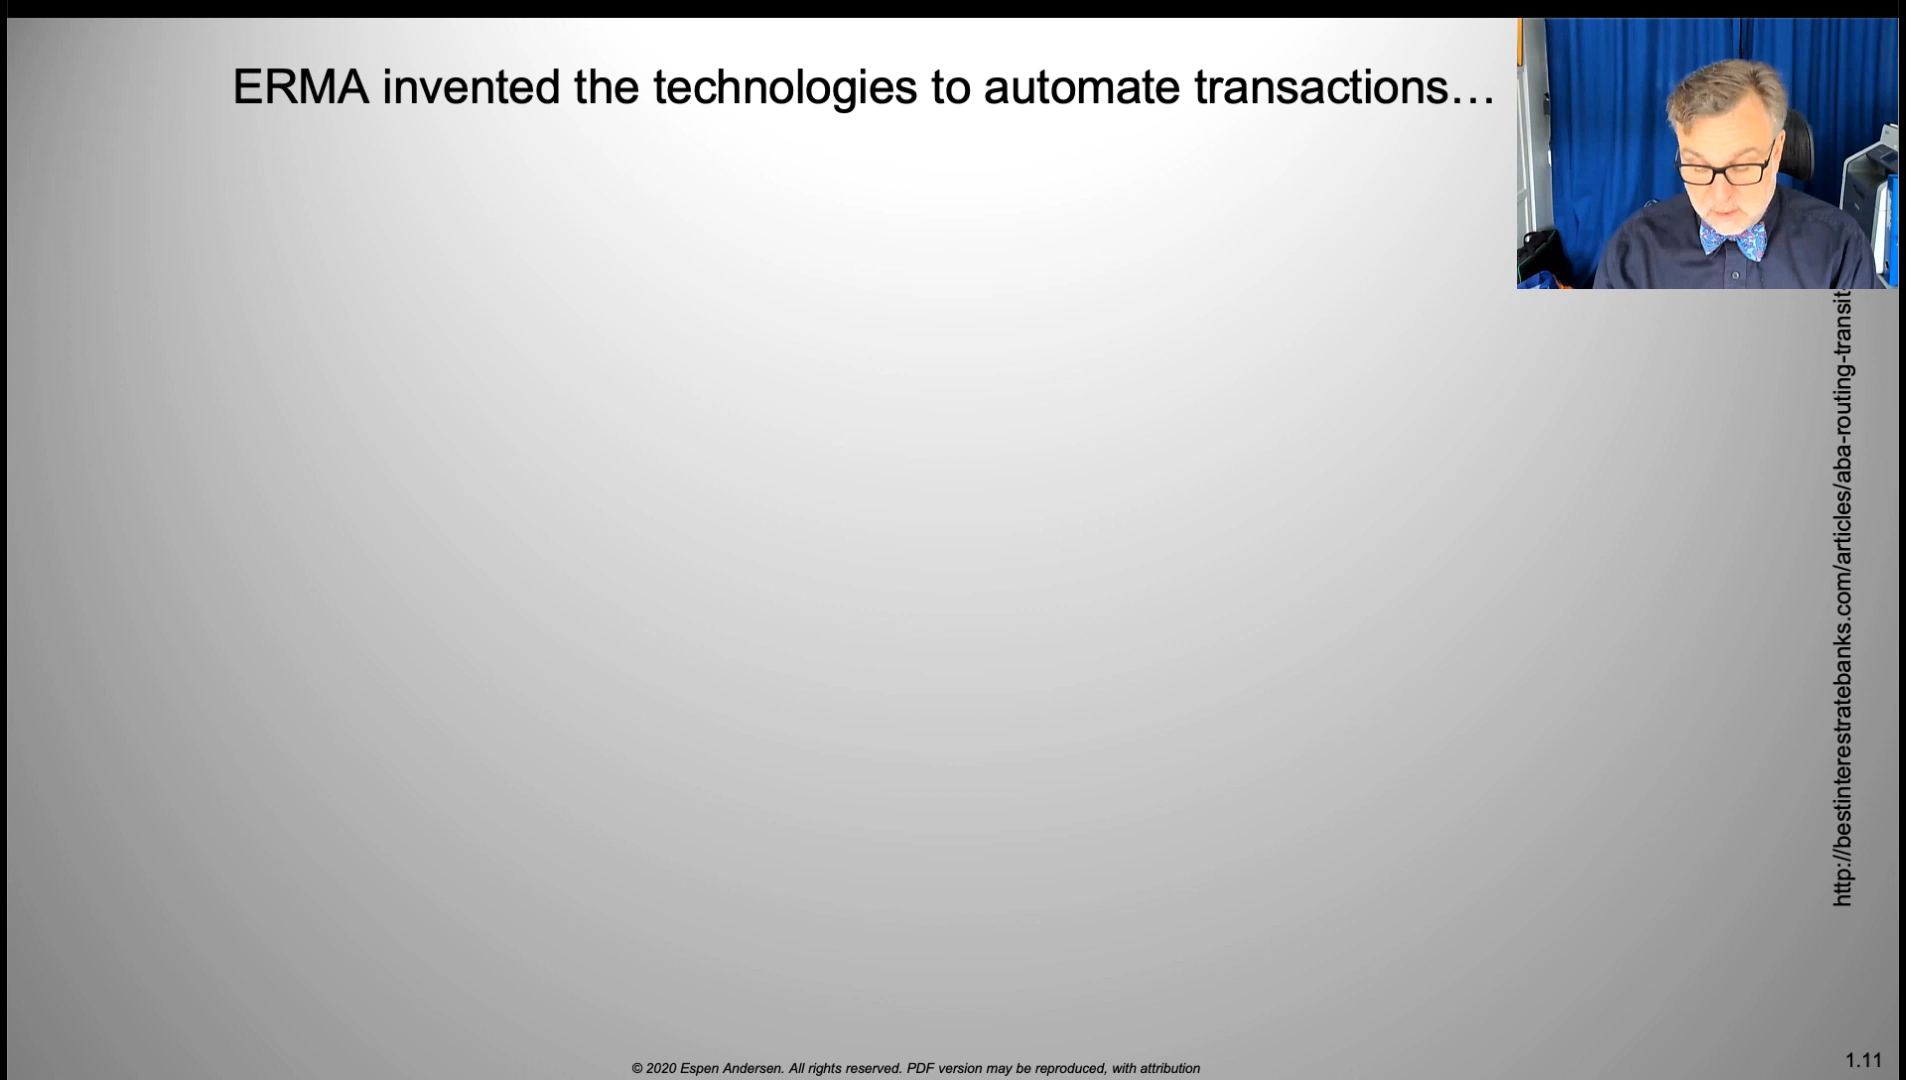 ERMA invented the technologies to automate transactions…
http://bestinterestratebanks.com/articles/aba-routing-transit
© 2020 Espen Andersen. All rights reserved. PDF version may be reproduced, with attribution
1.11